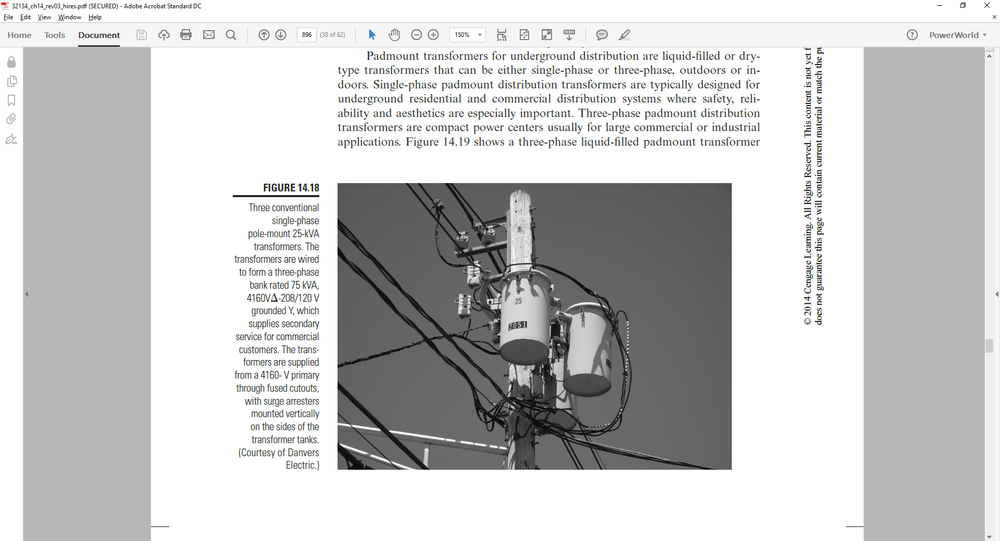 32134_ch14_rev03_hires.pdf (SECURED) - Adobe Acrobat Standard DC
File Edit View Window Help
Home Tools Document 896 (38 of 62) 150% PowerWorld
Padmount transformers for underground distribution are liquid-filled or dry-
type transformers that can be either single-phase or three-phase, outdoors or in-
doors. Single-phase padmount distribution transformers are typically designed for
underground residential and commercial distribution systems where safety, reli-
ability and aesthetics are especially important. Three-phase padmount distribution
transformers are compact power centers usually for large commercial or industrial
applications. Figure 14.19 shows a three-phase liquid-filled padmount transformer
FIGURE 14.18
Three conventional
single-phase
pole-mount 25-kVA
transformers. The
transformers are wired
to form a three-phase
bank rated 75 kVA,
4160VΔ-208/120 V
grounded Y, which
supplies secondary
service for commercial
customers. The trans-
formers are supplied
from a 4160- V primary
through fused cutouts,
with surge arresters
mounted vertically
on the sides of the
transformer tanks.
(Courtesy of Danvers
Electric.)
25
2051
© 2014 Cengage Learning. All Rights Reserved. This content is not yet
does not guarantee this page will contain current material or match the